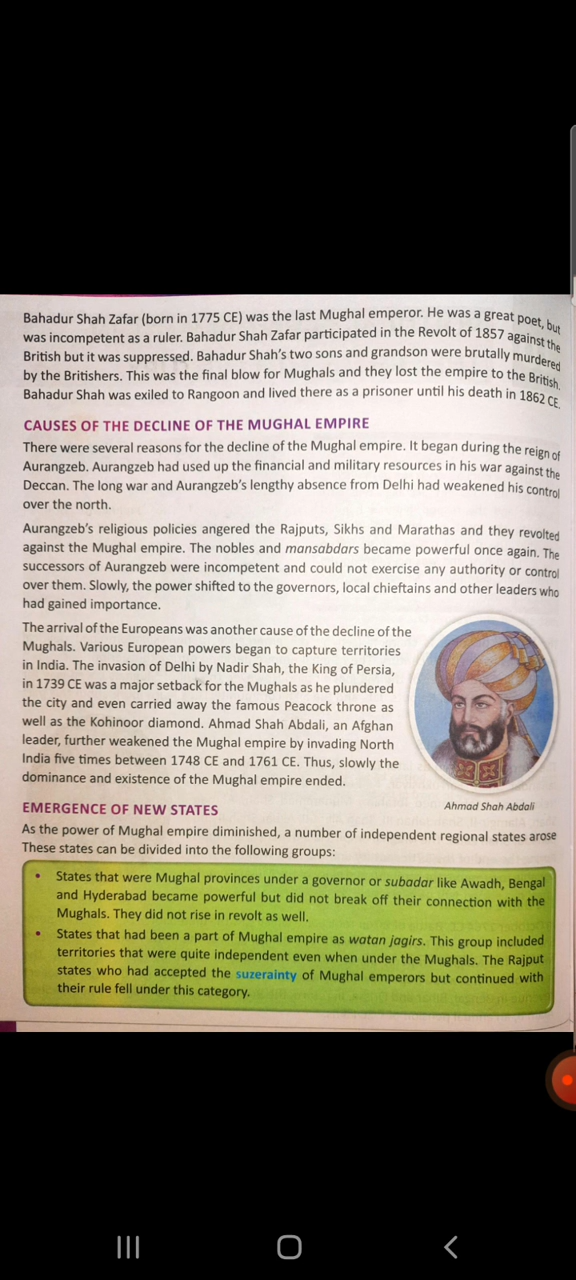 Bahadur Shah Zafar (born in 1775 CE) was the last Mughal emperor. He was a great poet, but
was incompetent as a ruler. Bahadur Shah Zafar participated in the Revolt of 1857 against the
British but it was suppressed. Bahadur Shah's two sons and grandson were brutally murdered
by the Britishers. This was the final blow for Mughals and they lost the empire to the British.
Bahadur Shah was exiled to Rangoon and lived there as a prisoner until his death in 1862 CE.
CAUSES OF THE DECLINE OF THE MUGHAL EMPIRE
There were several reasons for the decline of the Mughal empire. It began during the reign of
Aurangzeb. Aurangzeb had used up the financial and military resources in his war against the
Deccan. The long war and Aurangzeb's lengthy absence from Delhi had weakened his control
over the north.
Aurangzeb's religious policies angered the Rajputs, Sikhs and Marathas and they revolted
against the Mughal empire. The nobles and mansabdars became powerful once again. The
successors of Aurangzeb were incompetent and could not exercise any authority or control
over them. Slowly, the power shifted to the governors, local chieftains and other leaders who
had gained importance.
The arrival of the Europeans was another cause of the decline of the
Mughals. Various European powers began to capture territories
in India. The invasion of Delhi by Nadir Shah, the King of Persia,
in 1739 CE was a major setback for the Mughals as he plundered
the city and even carried away the famous Peacock throne as
well as the Kohinoor diamond. Ahmad Shah Abdali, an Afghan
leader, further weakened the Mughal empire by invading North
India five times between 1748 CE and 1761 CE. Thus, slowly the
dominance and existence of the Mughal empire ended.
Ahmad Shah Abdali
EMERGENCE OF NEW STATES
As the power of Mughal empire diminished, a number of independent regional states arose
These states can be divided into the following groups:
• States that were Mughal provinces under a governor or subadar like Awadh, Bengal
and Hyderabad became powerful but did not break off their connection with the
Mughals. They did not rise in revolt as well.
• States that had been a part of Mughal empire as watan jagirs. This group included
territories that were quite independent even when under the Mughals. The Rajput
states who had accepted the suzerainty of Mughal emperors but continued with
their rule fell under this category.